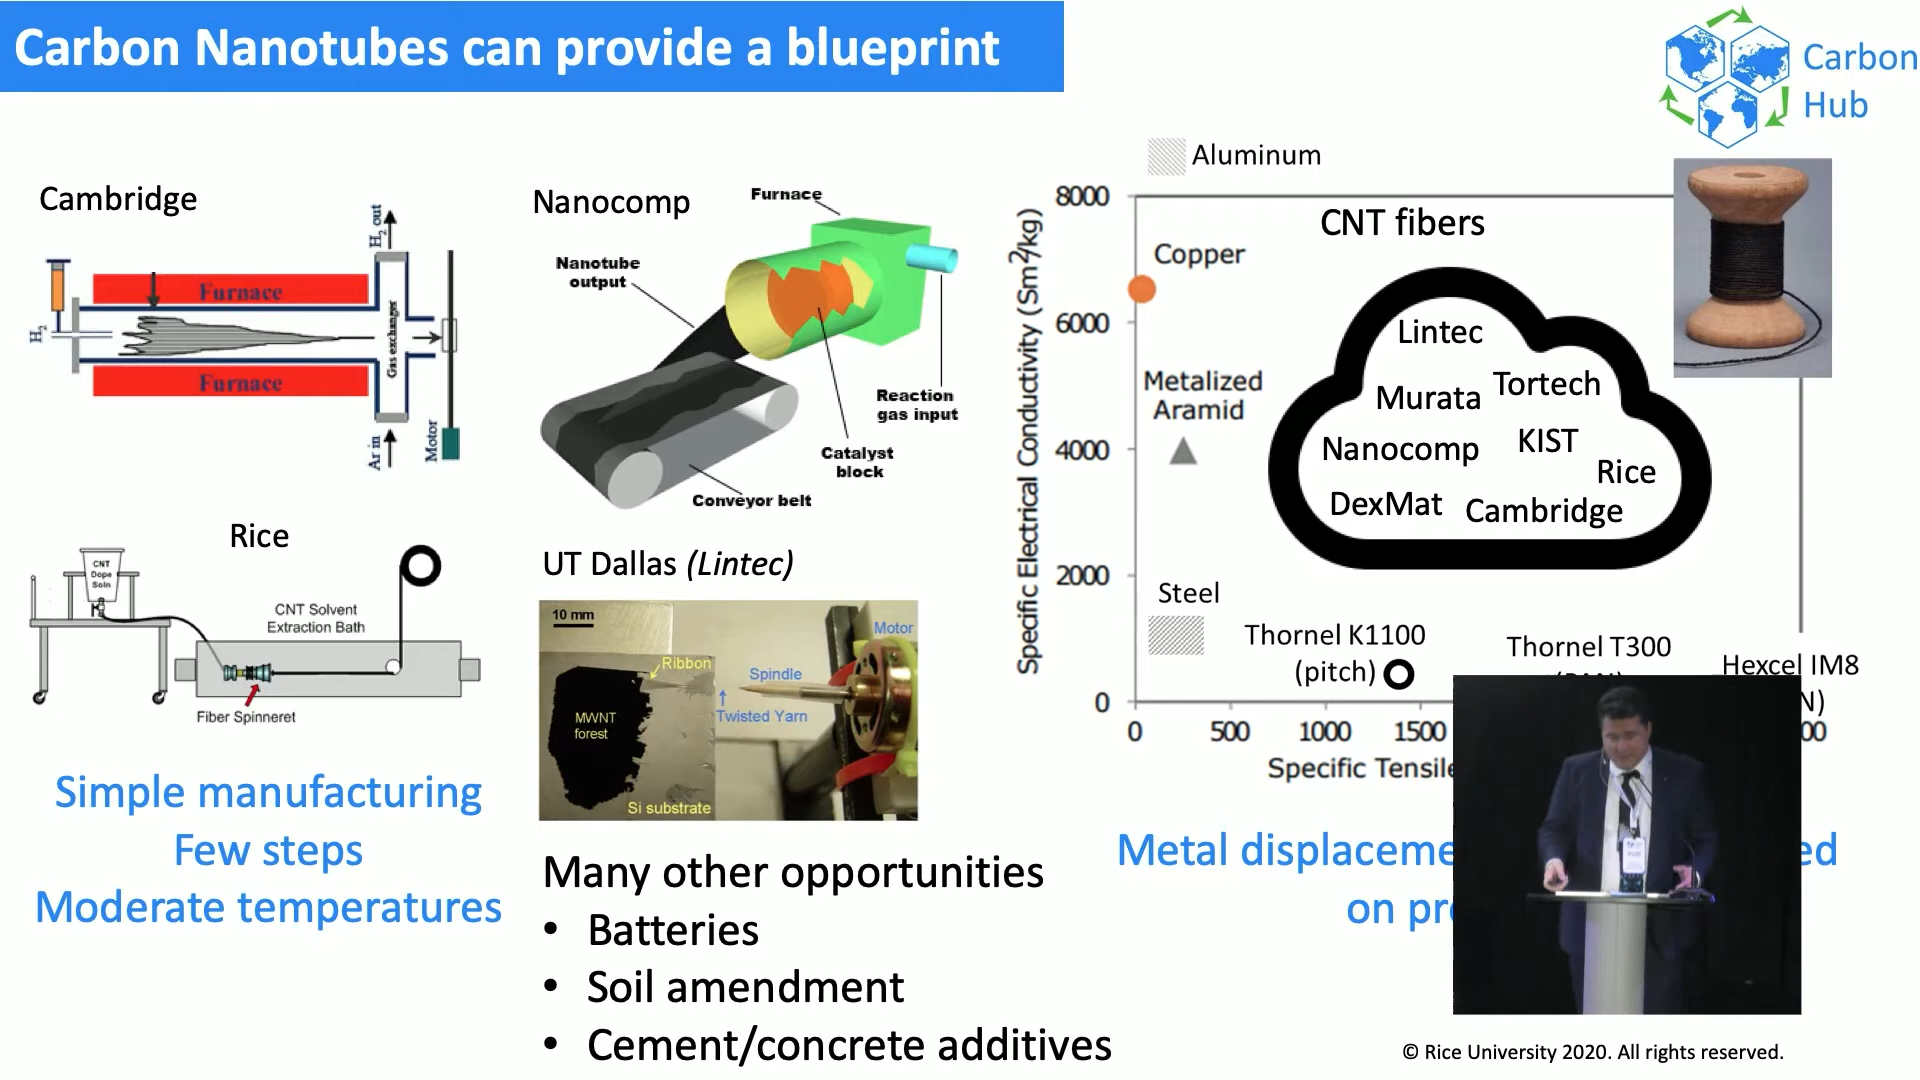 Carbon Nanotubes can provide a blueprint
Carbon
Hub
Cambridge
H2 out
Furnace
H2
Furnace
Gas exchanger
Ar in
Motor
Nanocomp
Furnace
Nanotube
output
Reaction
gas input
Catalyst
block
Conveyor belt
Rice
CNT
Dope
Soln
CNT Solvent
Extraction Bath
Fiber Spinneret
UT Dallas (Lintec)
10 mm
Motor
Ribbon
Spindle
Twisted Yarn
MWNT
forest
Si substrate
Simple manufacturing
Few steps
Moderate temperatures
Many other opportunities
• Batteries
• Soil amendment
• Cement/concrete additives
Aluminum
Specific Electrical Conductivity (Sm2/kg)
8000
6000
4000
2000
0
CNT fibers
Copper
Metalized
Aramid
Lintec
Murata
Tortech
Nanocomp
KIST
Rice
DexMat
Cambridge
Steel
Thornel K1100
(pitch)
Thornel T300
Hexcel IM8
0 500 1000 1500
Specific
Metal
on
© Rice University 2020. All rights reserved.